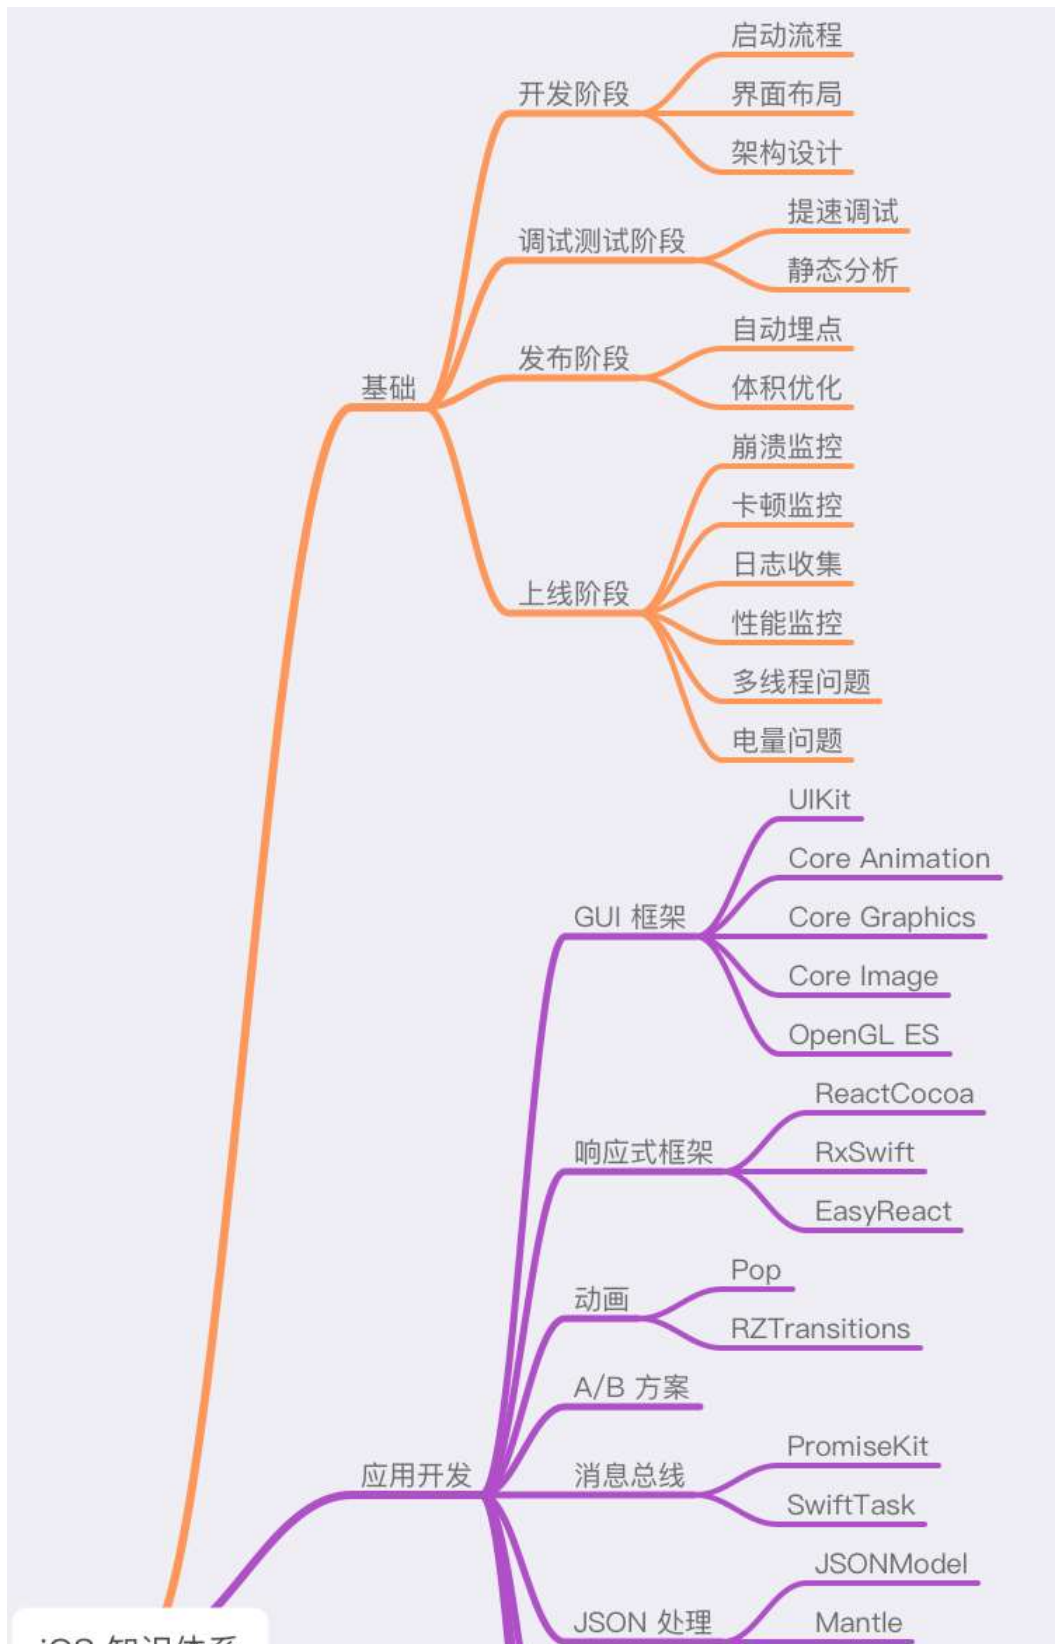 启动流程
开发阶段
界面布局
架构设计
提速调试
调试测试阶段
静态分析
自动埋点
发布阶段
体积优化
基础
崩溃监控
卡顿监控
日志收集
上线阶段
性能监控
多线程问题
电量问题
UIKit
Core Animation
GUI 框架
Core Graphics
Core Image
OpenGL ES
ReactCocoa
响应式框架
RxSwift
EasyReact
Pop
动画
RZTransitions
A/B 方案
PromiseKit
应用开发
消息总线
SwiftTask
JSONModel
JSON 处理
Mantle
iOS 知识体系